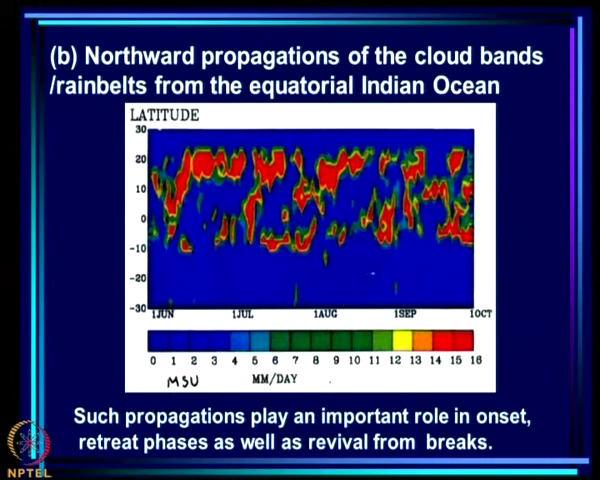 (b) Northward propagations of the cloud bands
/rainbelts from the equatorial Indian Ocean
LATITUDE
30
20
10
0
-10
-20
-30
1JUN 1JUL 1AUG 1SEP 1OCT
0 1 2 3 4 5 6 7 8 9 10 11 12 13 14 15 16
MSU MM/DAY
Such propagations play an important role in onset,
retreat phases as well as revival from breaks.
NPTEL